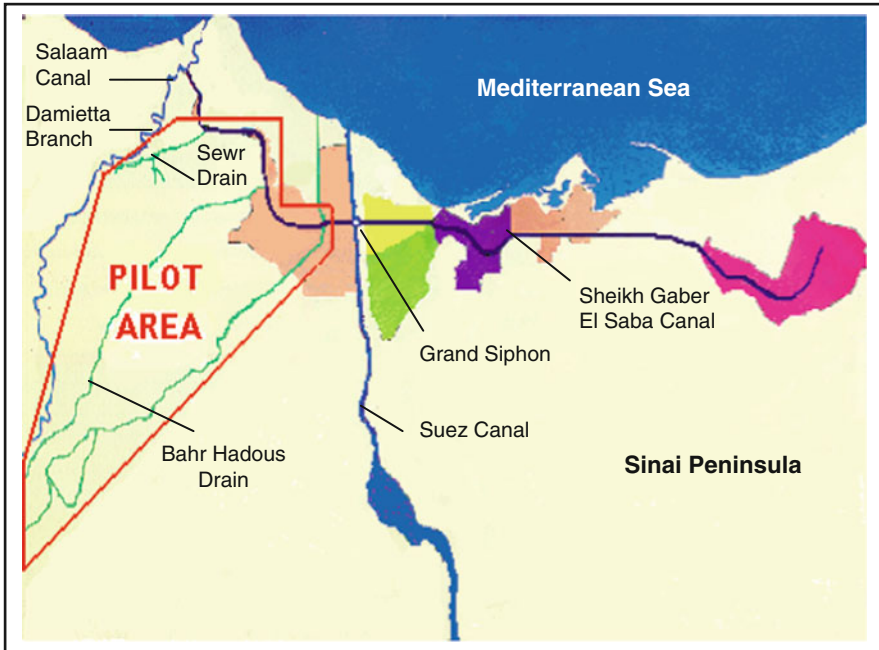 Salaam
Canal
Mediterranean Sea
Damietta
Branch
Sewr
Drain
PILOT
AREA
Sheikh Gaber
El Saba Canal
Grand Siphon
Suez Canal
Bahr Hadous
Drain
Sinai Peninsula